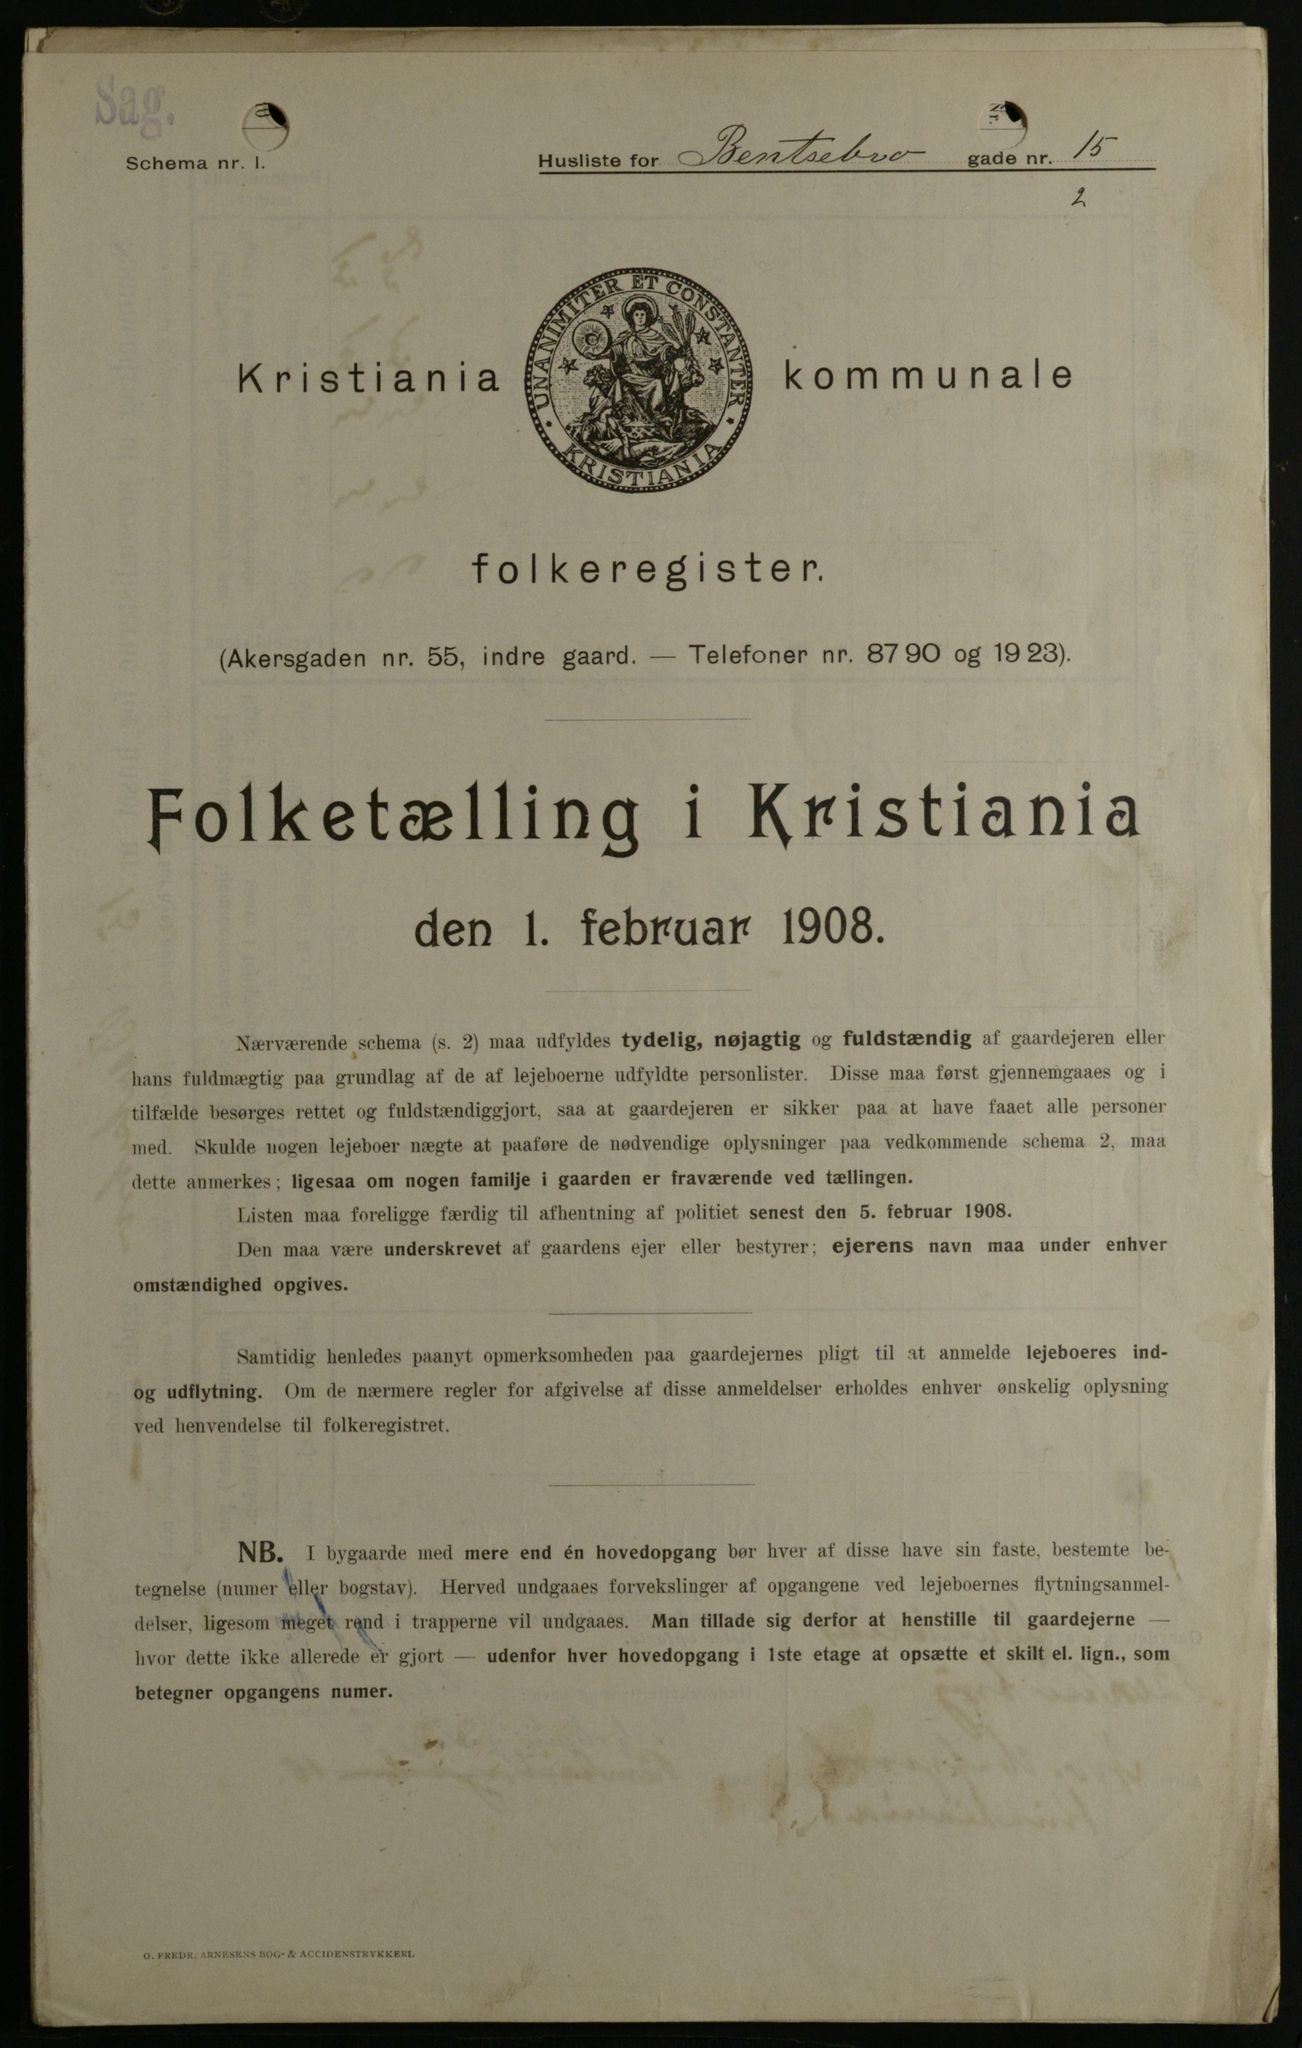 Sag.
Schema nr. 1.
Husliste for Bentsebro gade nr. 15
2
UNANIMITER ET CONSTANTER
KRISTIANIA
Kristiania kommunale
folkeregister.
(Akersgaden nr. 55, indre gaard. — Telefoner nr. 8790 og 1923).
Folketælling i Kristiania
den 1. februar 1908.
Nærværende schema (s. 2) maa udfyldes tydelig, nøjagtig og fuldstændig af gaardejeren eller
hans fuldmægtig paa grundlag af de af lejeboerne udfyldte personlister. Disse maa først gjennemgaaes og i
tilfælde besørges rettet og fuldstændiggjort, saa at gaardejeren er sikker paa at have faaet alle personer
med. Skulde nogen lejeboer nægte at paaføre de nødvendige oplysninger paa vedkommende schema 2, maa
dette anmerkes; ligesaa om nogen familje i gaarden er fraværende ved tællingen.
Listen maa foreligge færdig til afhentning af politiet senest den 5. februar 1908.
Den maa være underskrevet af gaardens ejer eller bestyrer; ejerens navn maa under enhver
omstændighed opgives.
Samtidig henledes paanyt opmerksomheden paa gaardejernes pligt til at anmelde lejeboeres ind-
og udflytning. Om de nærmere regler for afgivelse af disse anmeldelser erholdes enhver ønskelig oplysning
ved henvendelse til folkeregistret.
NB. I bygaarde med mere end én hovedopgang bør hver af disse have sin faste, bestemte be-
tegnelse (numer eller bogstav). Herved undgaaes forvekslinger af opgangene ved lejeboernes flytningsanmel-
delser, ligesom meget rend i trapperne vil undgaaes. Man tillade sig derfor at henstille til gaardejerne —
hvor dette ikke allerede er gjort — udenfor hver hovedopgang i 1ste etage at opsætte et skilt el. lign., som
betegner opgangens numer.
O. FREDR. ARNESENS BOG- & ACCIDENSTRYKKERI.